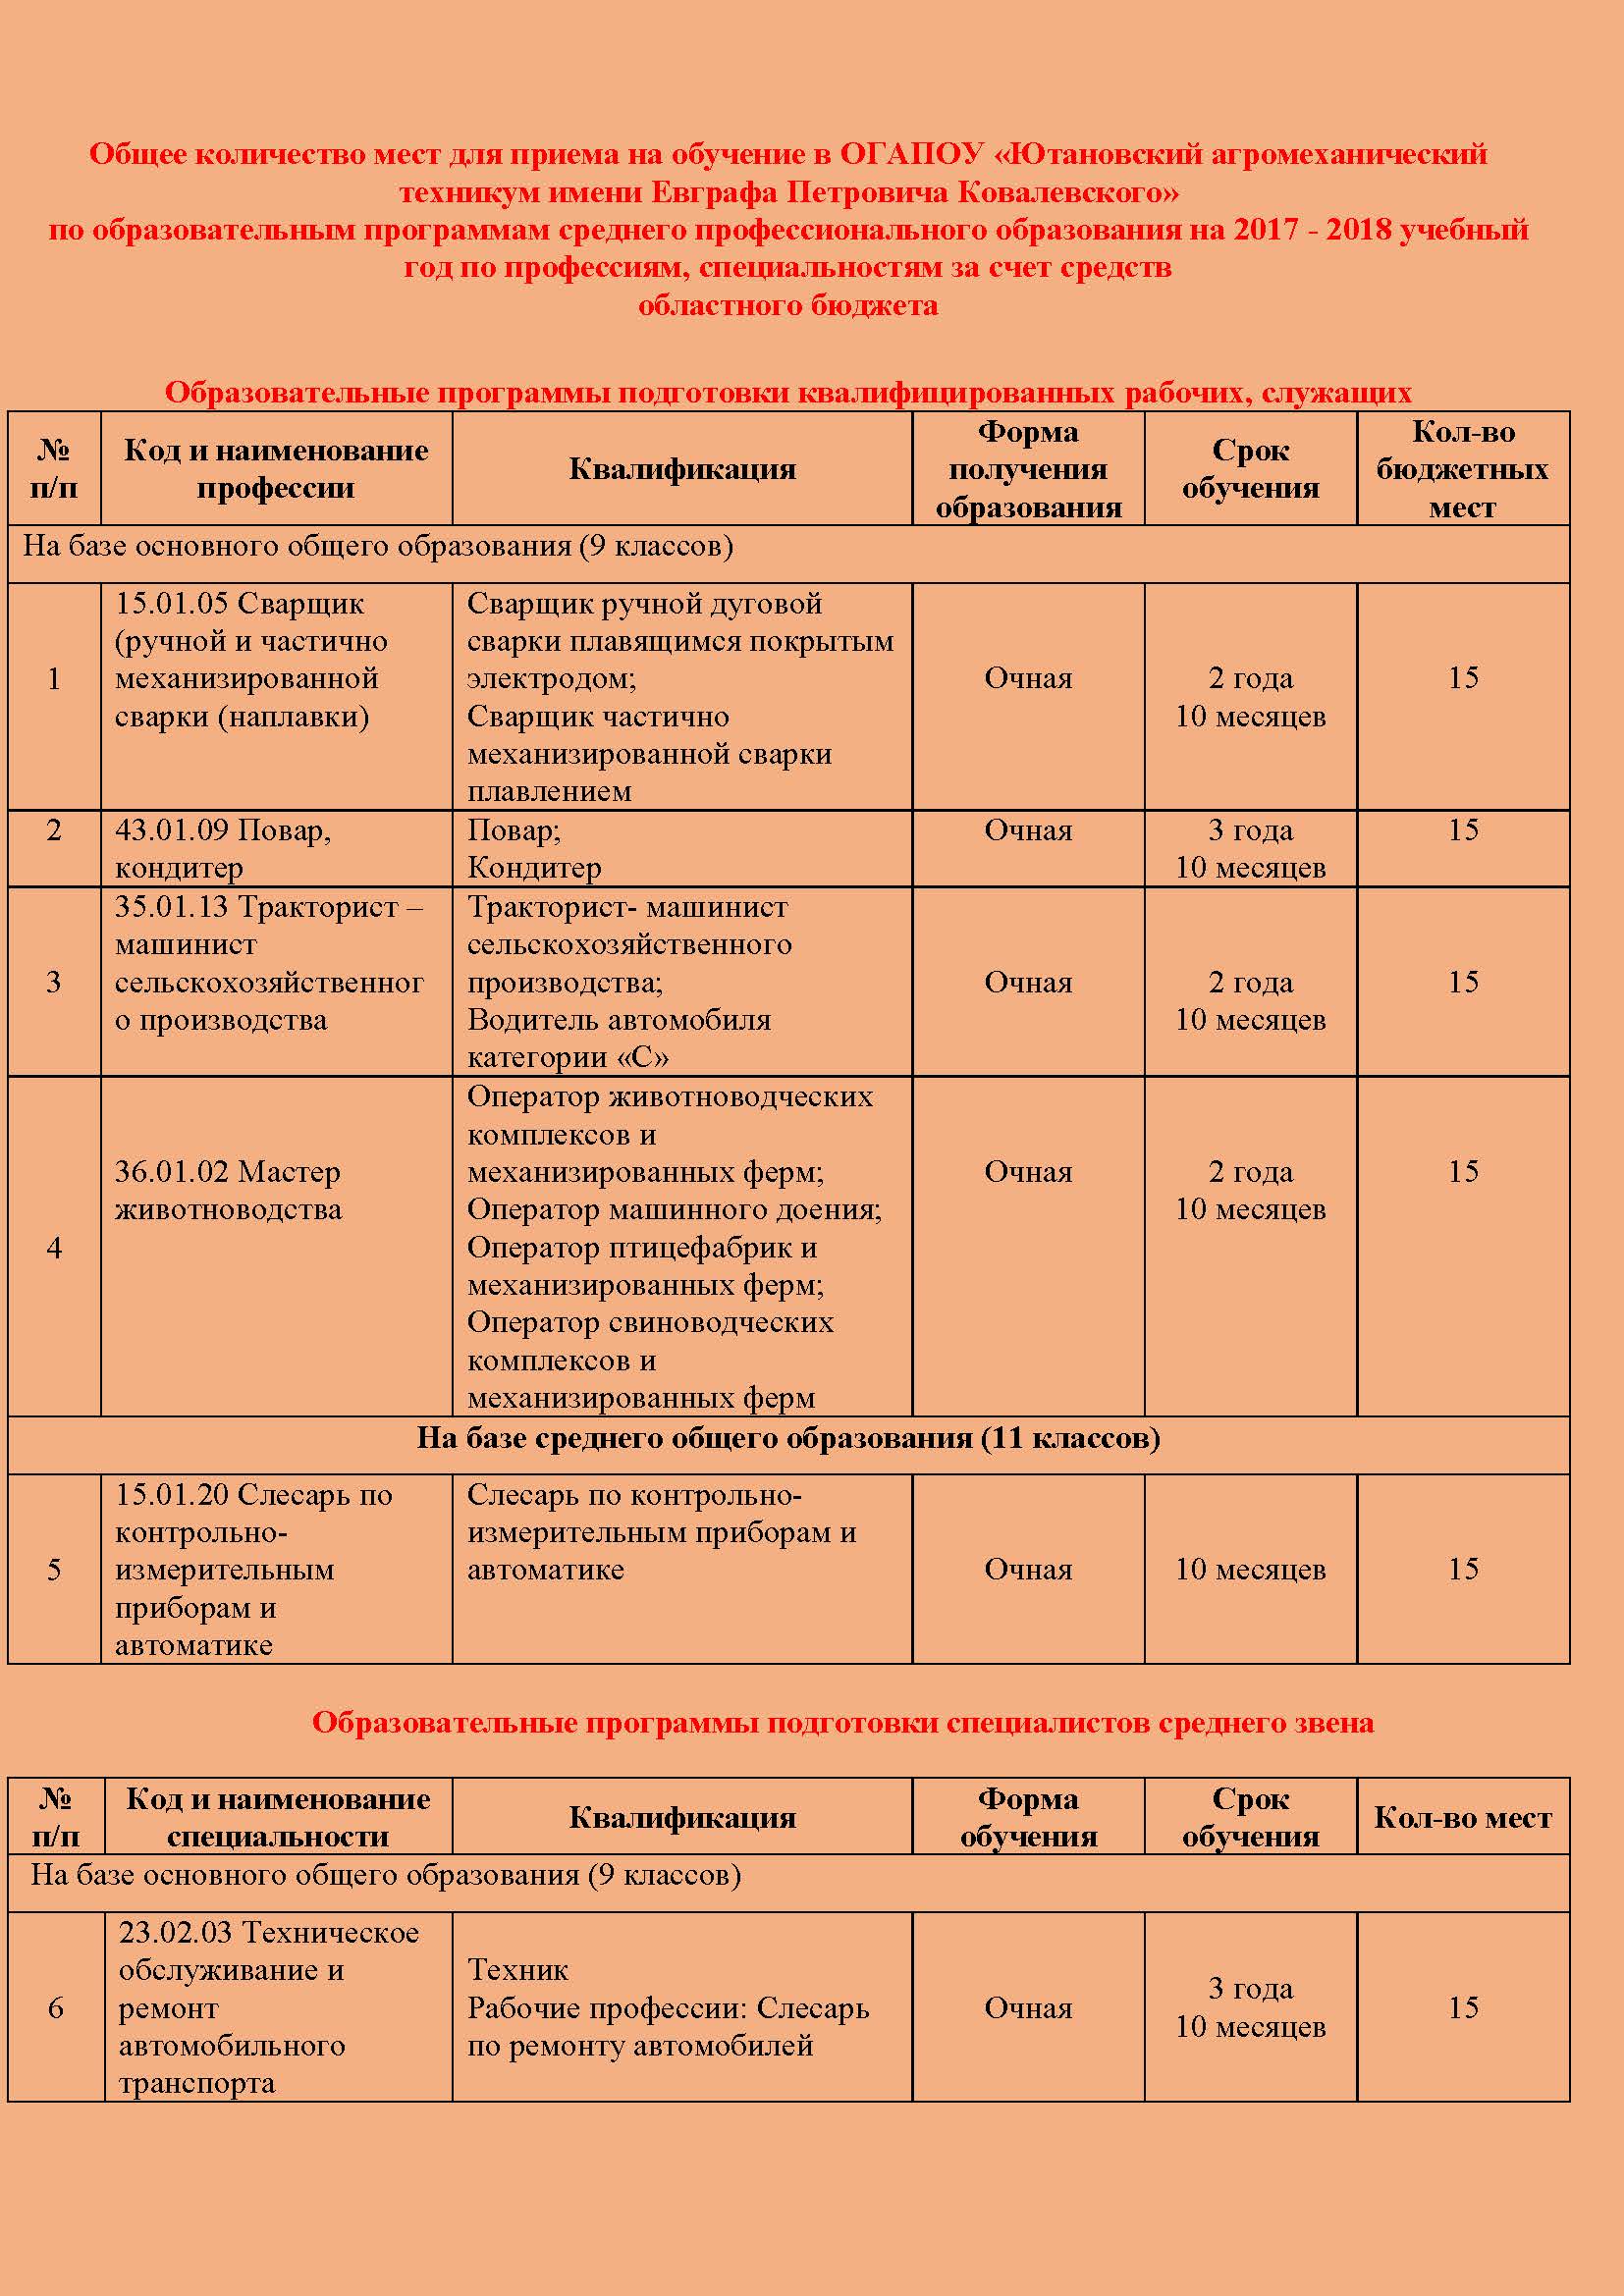 Общее количество мест для приема на обучение в ОГАПОУ «Ютановский агромеханический
техникум имени Евграфа Петровича Ковалевского»
по образовательным программам среднего профессионального образования на 2017 - 2018 учебный
год по профессиям, специальностям за счет средств
областного бюджета
Образовательные программы подготовки квалифицированных рабочих, служащих
№
п/п
Код и наименование
профессии
Квалификация
Форма
получения
образования
Срок
обучения
Кол-во
бюджетных
мест
На базе основного общего образования (9 классов)
1
15.01.05 Сварщик
(ручной и частично
механизированной
сварки (наплавки)
Сварщик ручной дуговой
сварки плавящимся покрытым
электродом;
Сварщик частично
механизированной сварки
плавлением
Очная
2 года
10 месяцев
15
2
43.01.09 Повар,
кондитер
Повар;
Кондитер
Очная
3 года
10 месяцев
15
3
35.01.13 Тракторист –
машинист
сельскохозяйственног
о производства
Тракторист- машинист
сельскохозяйственного
производства;
Водитель автомобиля
категории «С»
Очная
2 года
10 месяцев
15
4
36.01.02 Мастер
животноводства
Оператор животноводческих
комплексов и
механизированных ферм;
Оператор машинного доения;
Оператор птицефабрик и
механизированных ферм;
Оператор свиноводческих
комплексов и
механизированных ферм
Очная
2 года
10 месяцев
15
На базе среднего общего образования (11 классов)
5
15.01.20 Слесарь по
контрольно-
измерительным
приборам и
автоматике
Слесарь по контрольно-
измерительным приборам и
автоматике
Очная
10 месяцев
15
Образовательные программы подготовки специалистов среднего звена
№
п/п
Код и наименование
специальности
Квалификация
Форма
обучения
Срок
обучения
Кол-во мест
На базе основного общего образования (9 классов)
6
23.02.03 Техническое
обслуживание и
ремонт
автомобильного
транспорта
Техник
Рабочие профессии: Слесарь
по ремонту автомобилей
Очная
3 года
10 месяцев
15